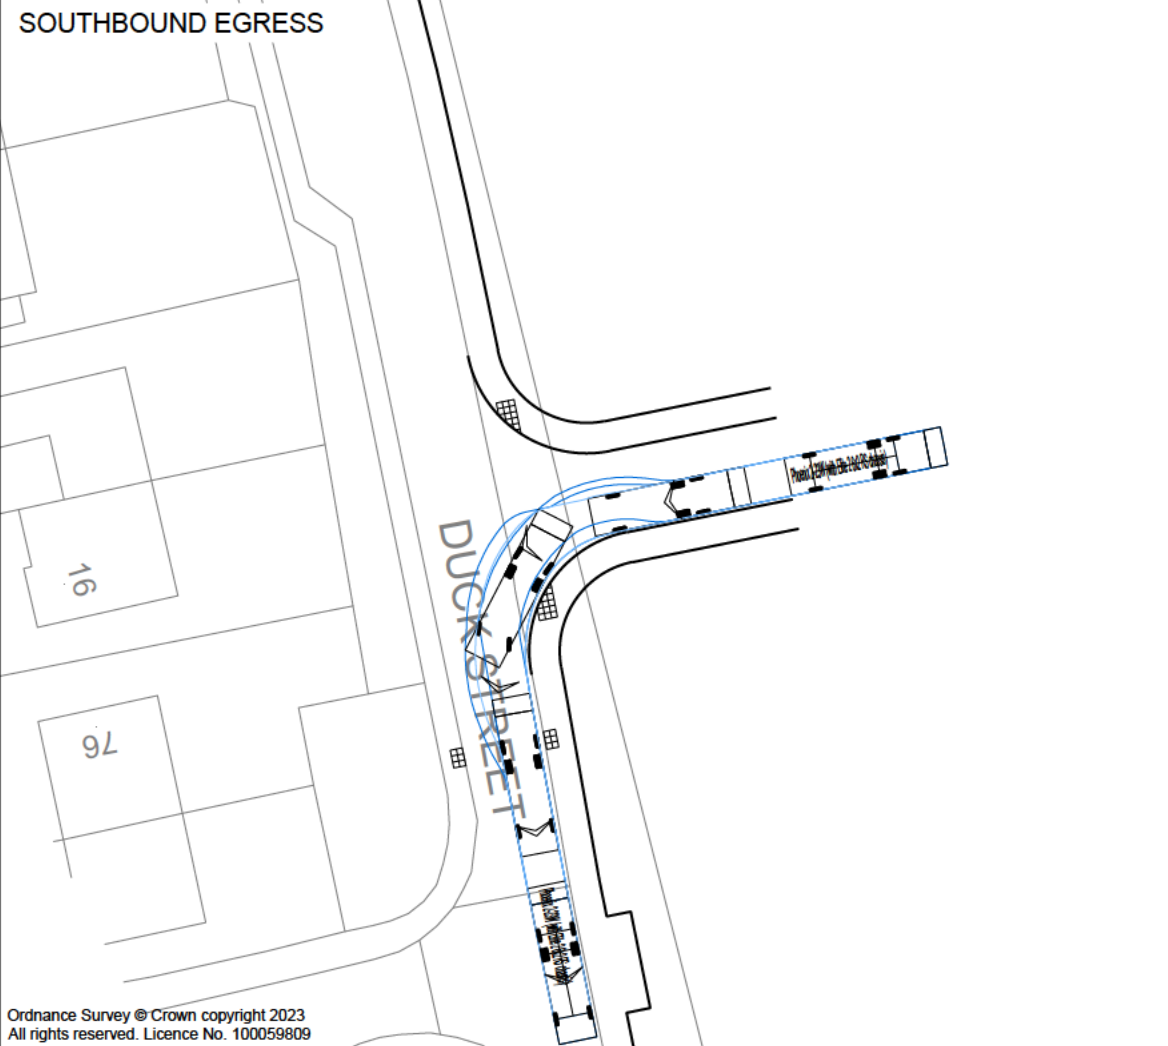 SOUTHBOUND EGRESS
DUCK STREET
16
76
Ordnance Survey © Crown copyright 2023
All rights reserved. Licence No. 100059809